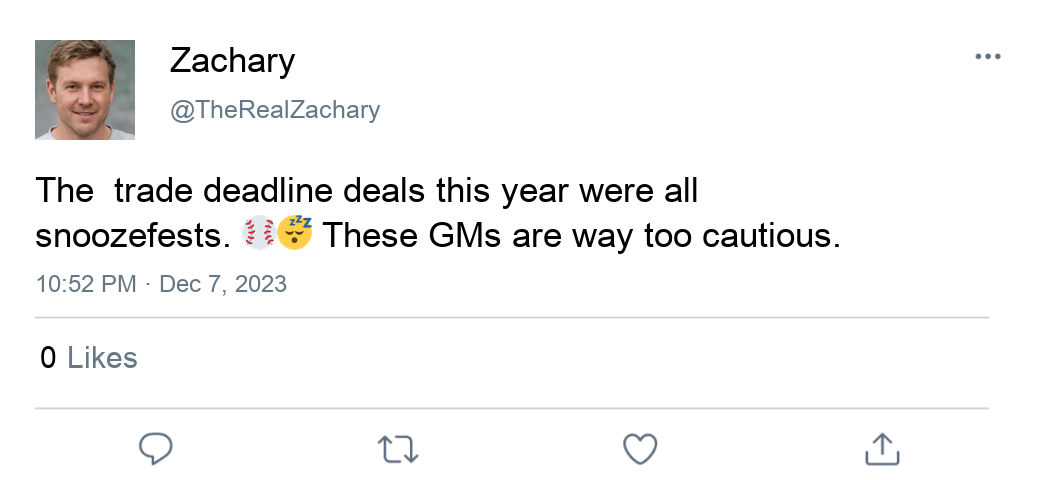 Zachary
@TheRealZachary
The  trade deadline deals this year were all
snoozefests. ⚾😴 These GMs are way too cautious.
10:52 PM · Dec 7, 2023
0 Likes